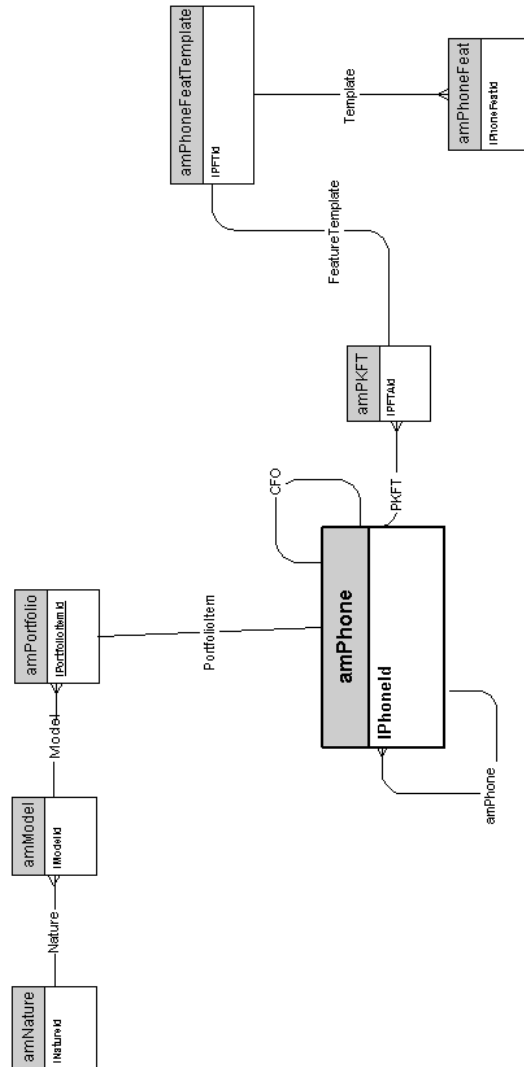 amPhoneFeatTemplate
lPFTId
Template
amPhoneFeat
lPhoneFeatId
FeatureTemplate
amPKFT
lPFTAId
CFO
PKFT
amPortfolio
lPortfolioItemId
PortfolioItem
amPhone
lPhoneId
Model
amModel
lModelId
amPhone
Nature
amNature
lNatureId